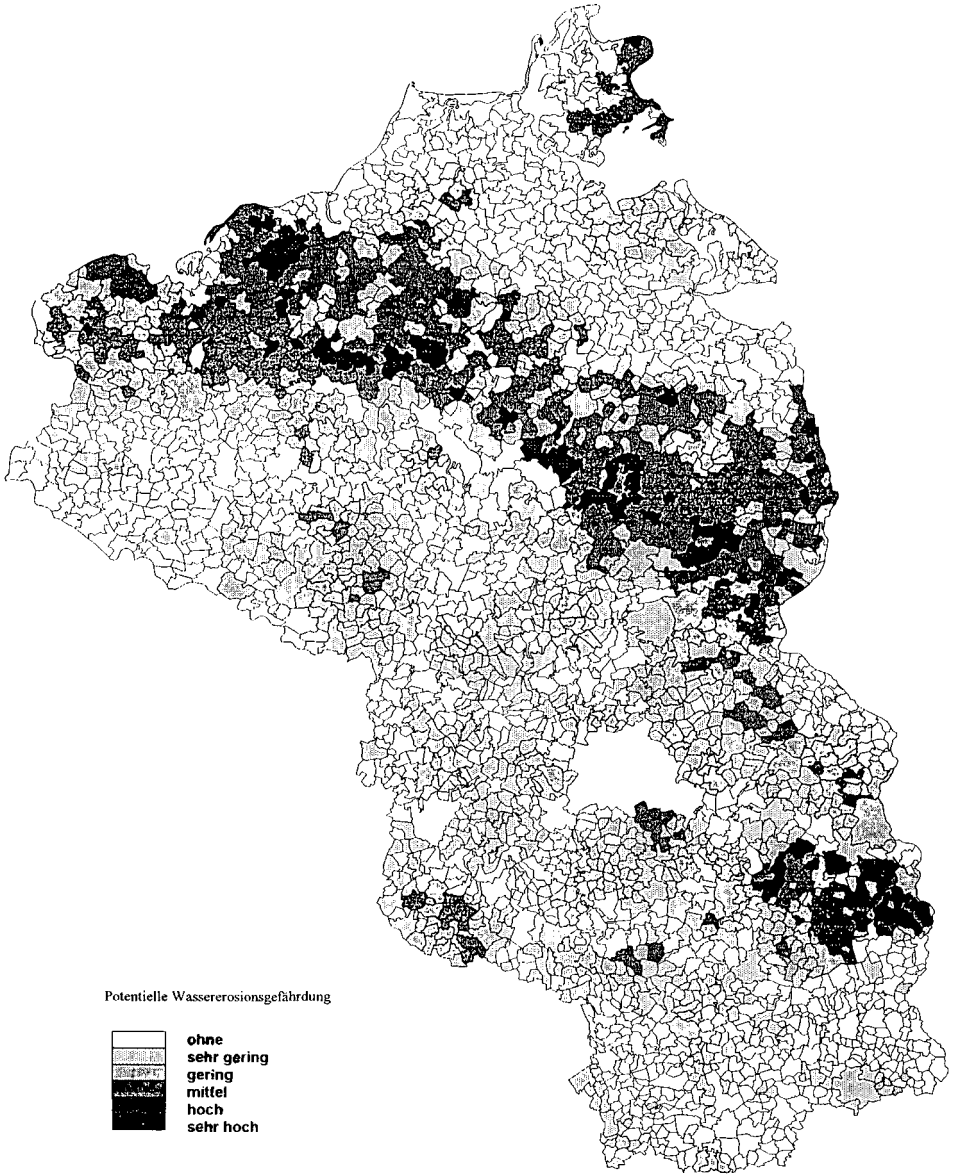 Potentielle Wassererosionsgefährdung
ohne
sehr gering
gering
mittel
hoch
sehr hoch